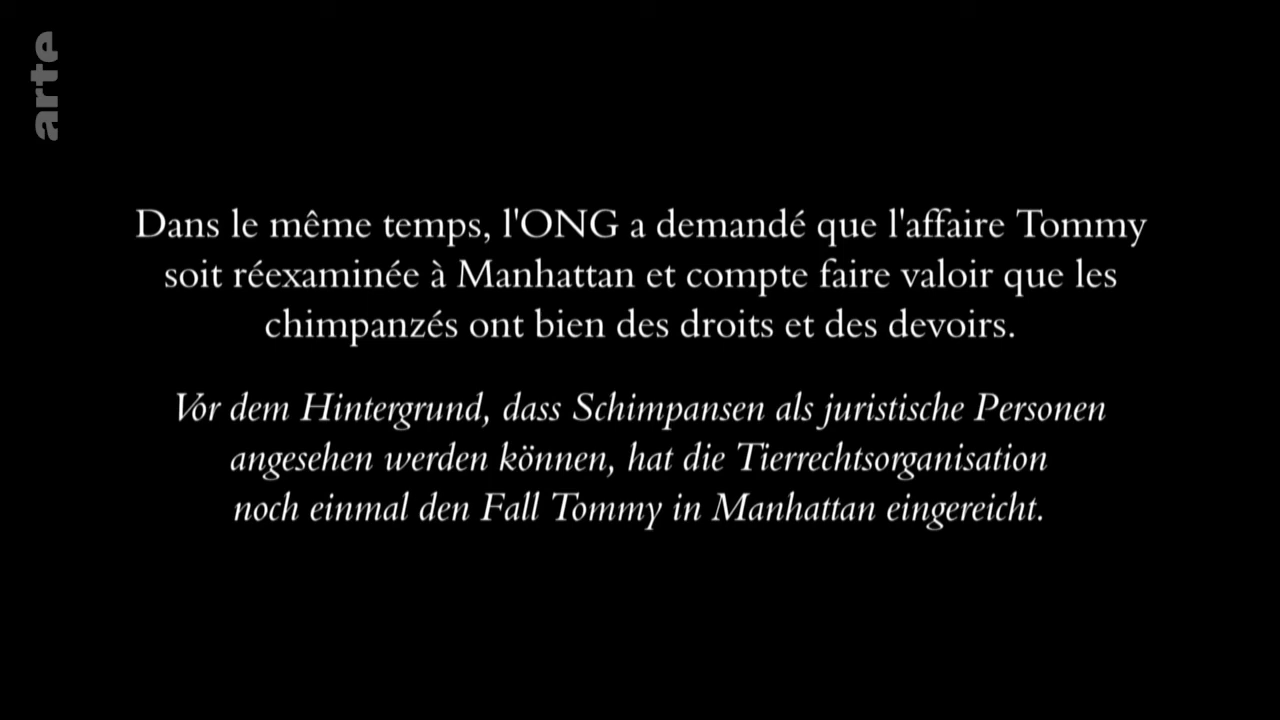 arte
Dans le même temps, l'ONG a demandé que l'affaire Tommy
soit réexaminée à Manhattan et compte faire valoir que les
chimpanzés ont bien des droits et des devoirs.
Vor dem Hintergrund, dass Schimpansen als juristische Personen
angesehen werden können, hat die Tierrechtsorganisation
noch einmal den Fall Tommy in Manhattan eingereicht.